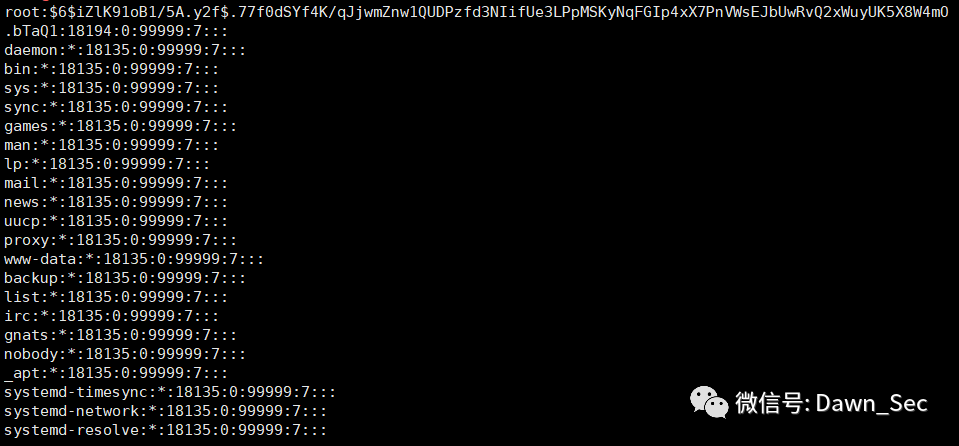 root:$6$iZlK91oB1/5A.y2f$.77f0dSYf4K/qJjwmZnw1QUDPzfd3NIifUe3LPpMSKyNqFGIp4xX7PnVWsEJbUwRvQ2xWuyUK5X8W4mO
.bTaQ1:18194:0:99999:7:::
daemon:*:18135:0:99999:7:::
bin:*:18135:0:99999:7:::
sys:*:18135:0:99999:7:::
sync:*:18135:0:99999:7:::
games:*:18135:0:99999:7:::
man:*:18135:0:99999:7:::
lp:*:18135:0:99999:7:::
mail:*:18135:0:99999:7:::
news:*:18135:0:99999:7:::
uucp:*:18135:0:99999:7:::
proxy:*:18135:0:99999:7:::
www-data:*:18135:0:99999:7:::
backup:*:18135:0:99999:7:::
list:*:18135:0:99999:7:::
irc:*:18135:0:99999:7:::
gnats:*:18135:0:99999:7:::
nobody:*:18135:0:99999:7:::
_apt:*:18135:0:99999:7:::
systemd-timesync:*:18135:0:99999:7:::
systemd-network:*:18135:0:99999:7:::
systemd-resolve:*:18135:0:99999:7:::
微信号: Dawn_Sec